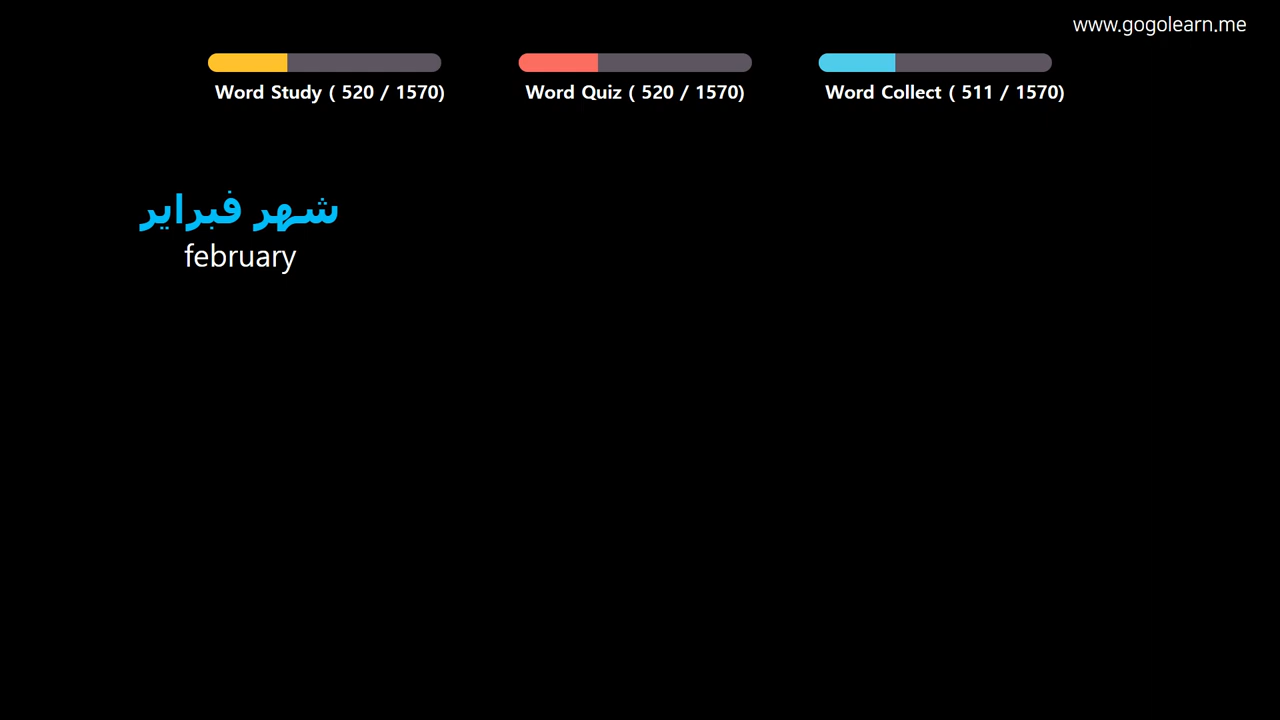 www.gogolearn.me
Word Study ( 520 / 1570)
Word Quiz ( 520 / 1570)
Word Collect ( 511 / 1570)
شهر فبراير
february